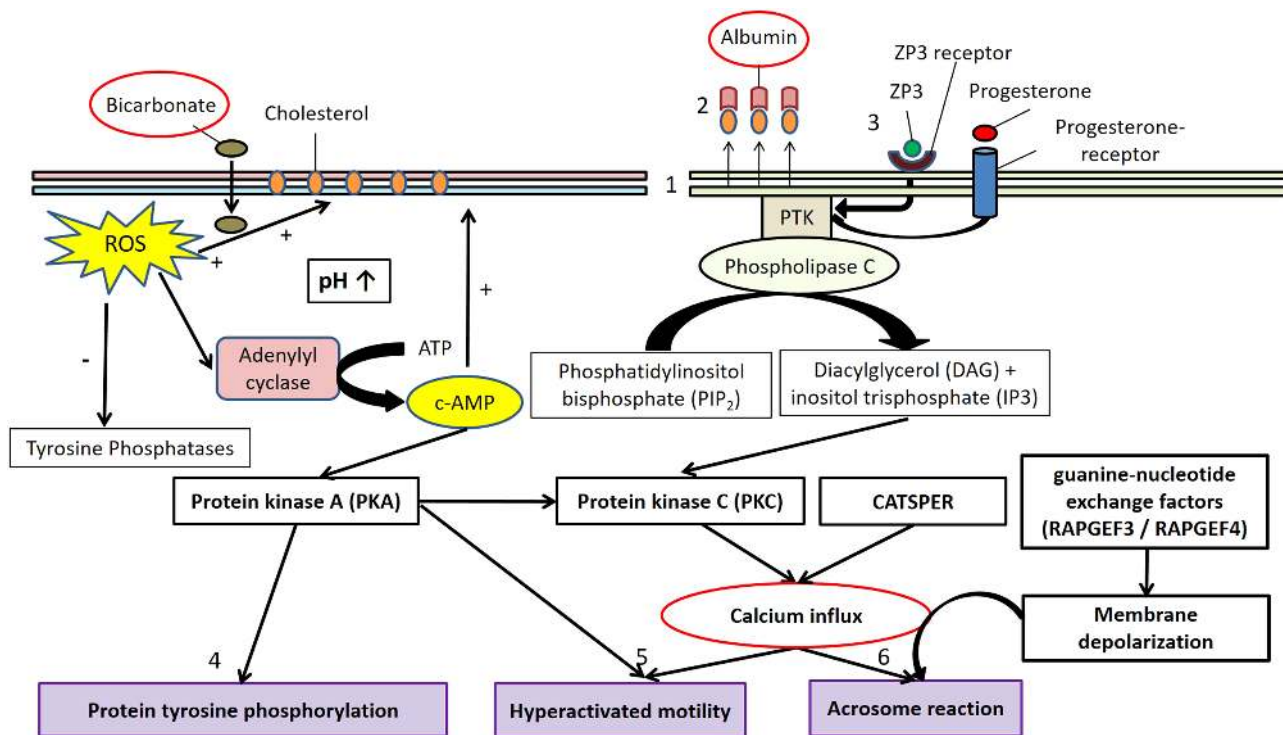 Bicarbonate
Cholesterol
ROS
+
+
pH ↑
+
-
Adenylyl
cyclase
ATP
c-AMP
Tyrosine Phosphatases
Albumin
2
ZP3 receptor
ZP3
3
Progesterone
Progesterone-
receptor
1
PTK
Phospholipase C
Phosphatidylinositol
bisphosphate (PIP₂)
Diacylglycerol (DAG) +
inositol trisphosphate (IP3)
Protein kinase A (PKA)
Protein kinase C (PKC)
CATSPER
guanine-nucleotide
exchange factors
(RAPGEF3 / RAPGEF4)
Calcium influx
Membrane
depolarization
4
5
6
Protein tyrosine phosphorylation
Hyperactivated motility
Acrosome reaction